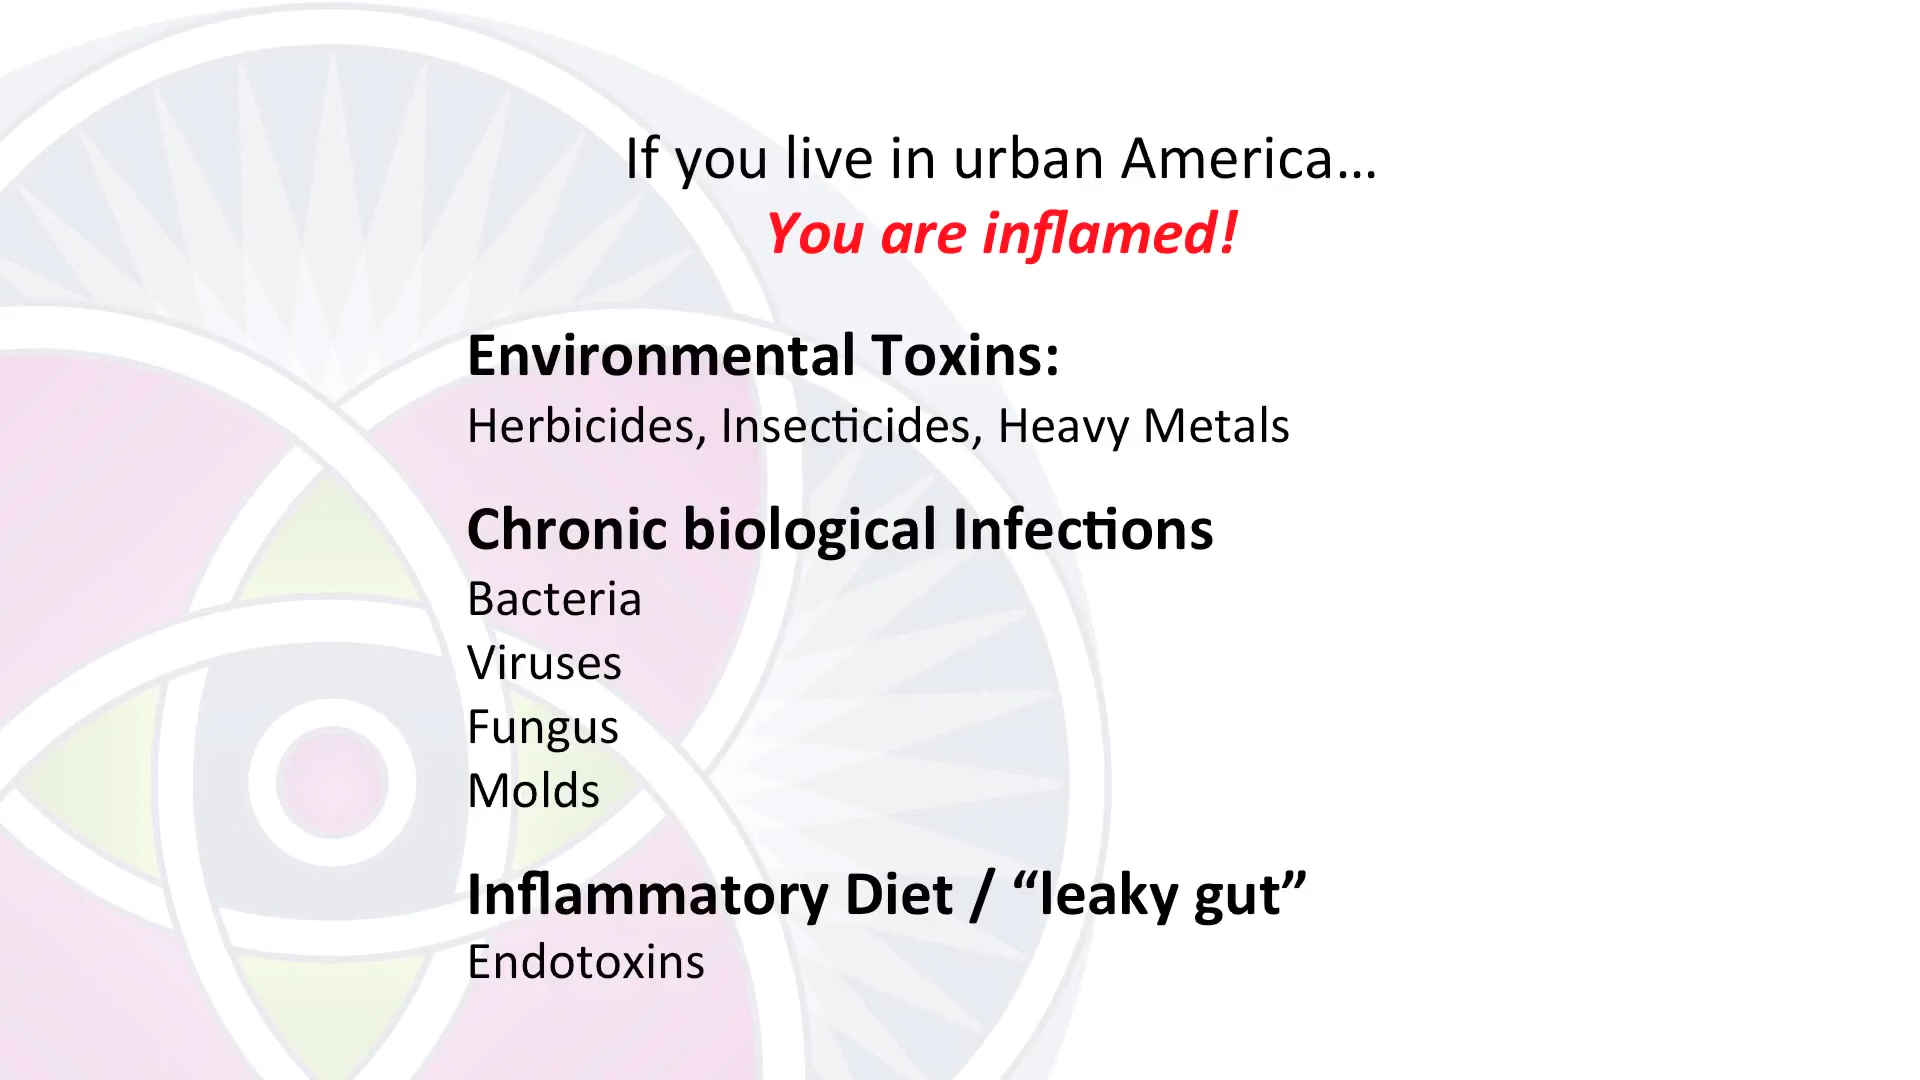 If you live in urban America…
You are inflamed!
Environmental Toxins:
Herbicides, Insecticides, Heavy Metals
Chronic biological Infections
Bacteria
Viruses
Fungus
Molds
Inflammatory Diet / “leaky gut”
Endotoxins